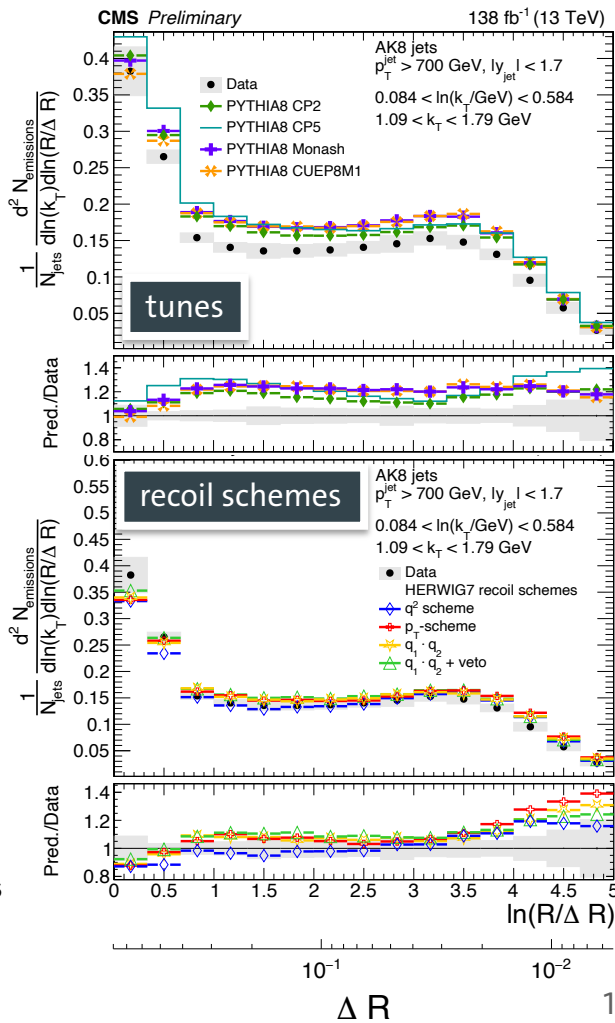 CMS Preliminary 138 fb⁻¹ (13 TeV)
AK8 jets
p_T^jet > 700 GeV, |y_jet| < 1.7
0.084 < ln(k_T/GeV) < 0.584
1.09 < k_T < 1.79 GeV
Data
PYTHIA8 CP2
PYTHIA8 CP5
PYTHIA8 Monash
PYTHIA8 CUEP8M1
1/N_jets d² N_emissions / dln(k_T)dln(R/Δ R)
0.4
0.35
0.3
0.25
0.2
0.15
0.1
0.05
tunes
Pred./Data
1.4
1.2
1
0.8
0.6
0.55
0.5
0.45
0.4
0.35
0.3
0.25
0.2
0.15
0.1
0.05
recoil schemes
AK8 jets
p_T^jet > 700 GeV, |y_jet| < 1.7
0.084 < ln(k_T/GeV) < 0.584
1.09 < k_T < 1.79 GeV
Data
HERWIG7 recoil schemes
q² scheme
p_T-scheme
q₁ · q₂
q₁ · q₂ + veto
1/N_jets d² N_emissions / dln(k_T)dln(R/Δ R)
Pred./Data
1.4
1.2
1
0.8
0 0.5 1 1.5 2 2.5 3 3.5 4 4.5 5
ln(R/Δ R)
10⁻¹ 10⁻²
Δ R
1